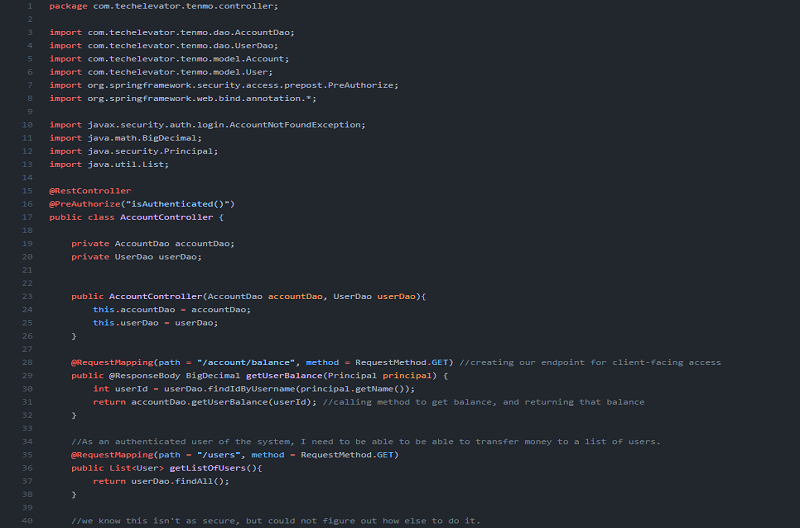 1 package com.techelevator.tenmo.controller;
2
3 import com.techelevator.tenmo.dao.AccountDao;
4 import com.techelevator.tenmo.dao.UserDao;
5 import com.techelevator.tenmo.model.Account;
6 import com.techelevator.tenmo.model.User;
7 import org.springframework.security.access.prepost.PreAuthorize;
8 import org.springframework.web.bind.annotation.*;
9
10 import javax.security.auth.login.AccountNotFoundException;
11 import java.math.BigDecimal;
12 import java.security.Principal;
13 import java.util.List;
14
15 @RestController
16 @PreAuthorize("isAuthenticated()")
17 public class AccountController {
18
19 private AccountDao accountDao;
20 private UserDao userDao;
21
22
23 public AccountController(AccountDao accountDao, UserDao userDao){
24 this.accountDao = accountDao;
25 this.userDao = userDao;
26 }
27
28 @RequestMapping(path = "/account/balance", method = RequestMethod.GET) //creating our endpoint for client-facing access
29 public @ResponseBody BigDecimal getUserBalance(Principal principal) {
30 int userId = userDao.findIdByUsername(principal.getName());
31 return accountDao.getUserBalance(userId); //calling method to get balance, and returning that balance
32 }
33
34 //As an authenticated user of the system, I need to be able to be able to transfer money to a list of users.
35 @RequestMapping(path = "/users", method = RequestMethod.GET)
36 public List<User> getListOfUsers(){
37 return userDao.findAll();
38 }
39
40 //we know this isn't as secure, but could not figure out how else to do it.